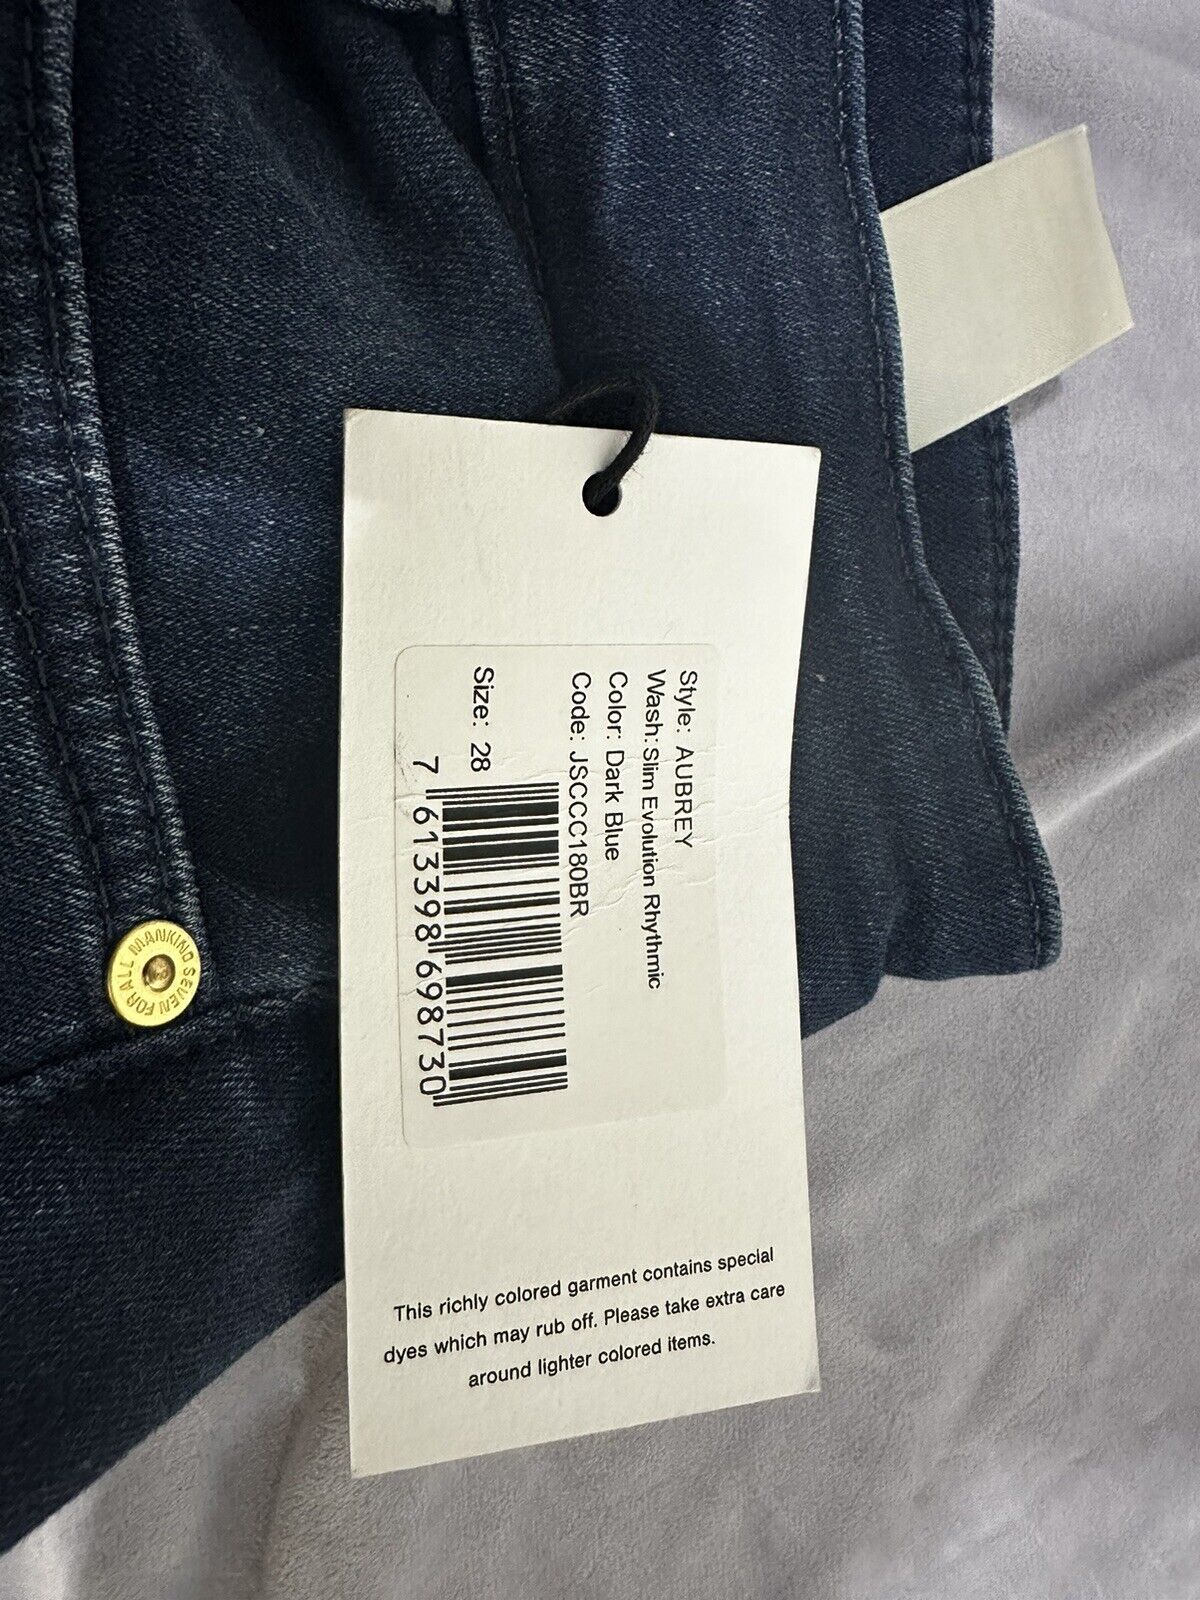 Style: AUBREY
Wash: Slim Evolution Rhythmic
Color: Dark Blue
Code: JSCCC180BR
Size: 28
7 613398 698730
This richly colored garment contains special
dyes which may rub off. Please take extra care
around lighter colored items.
SEVEN FOR ALL MANKIND